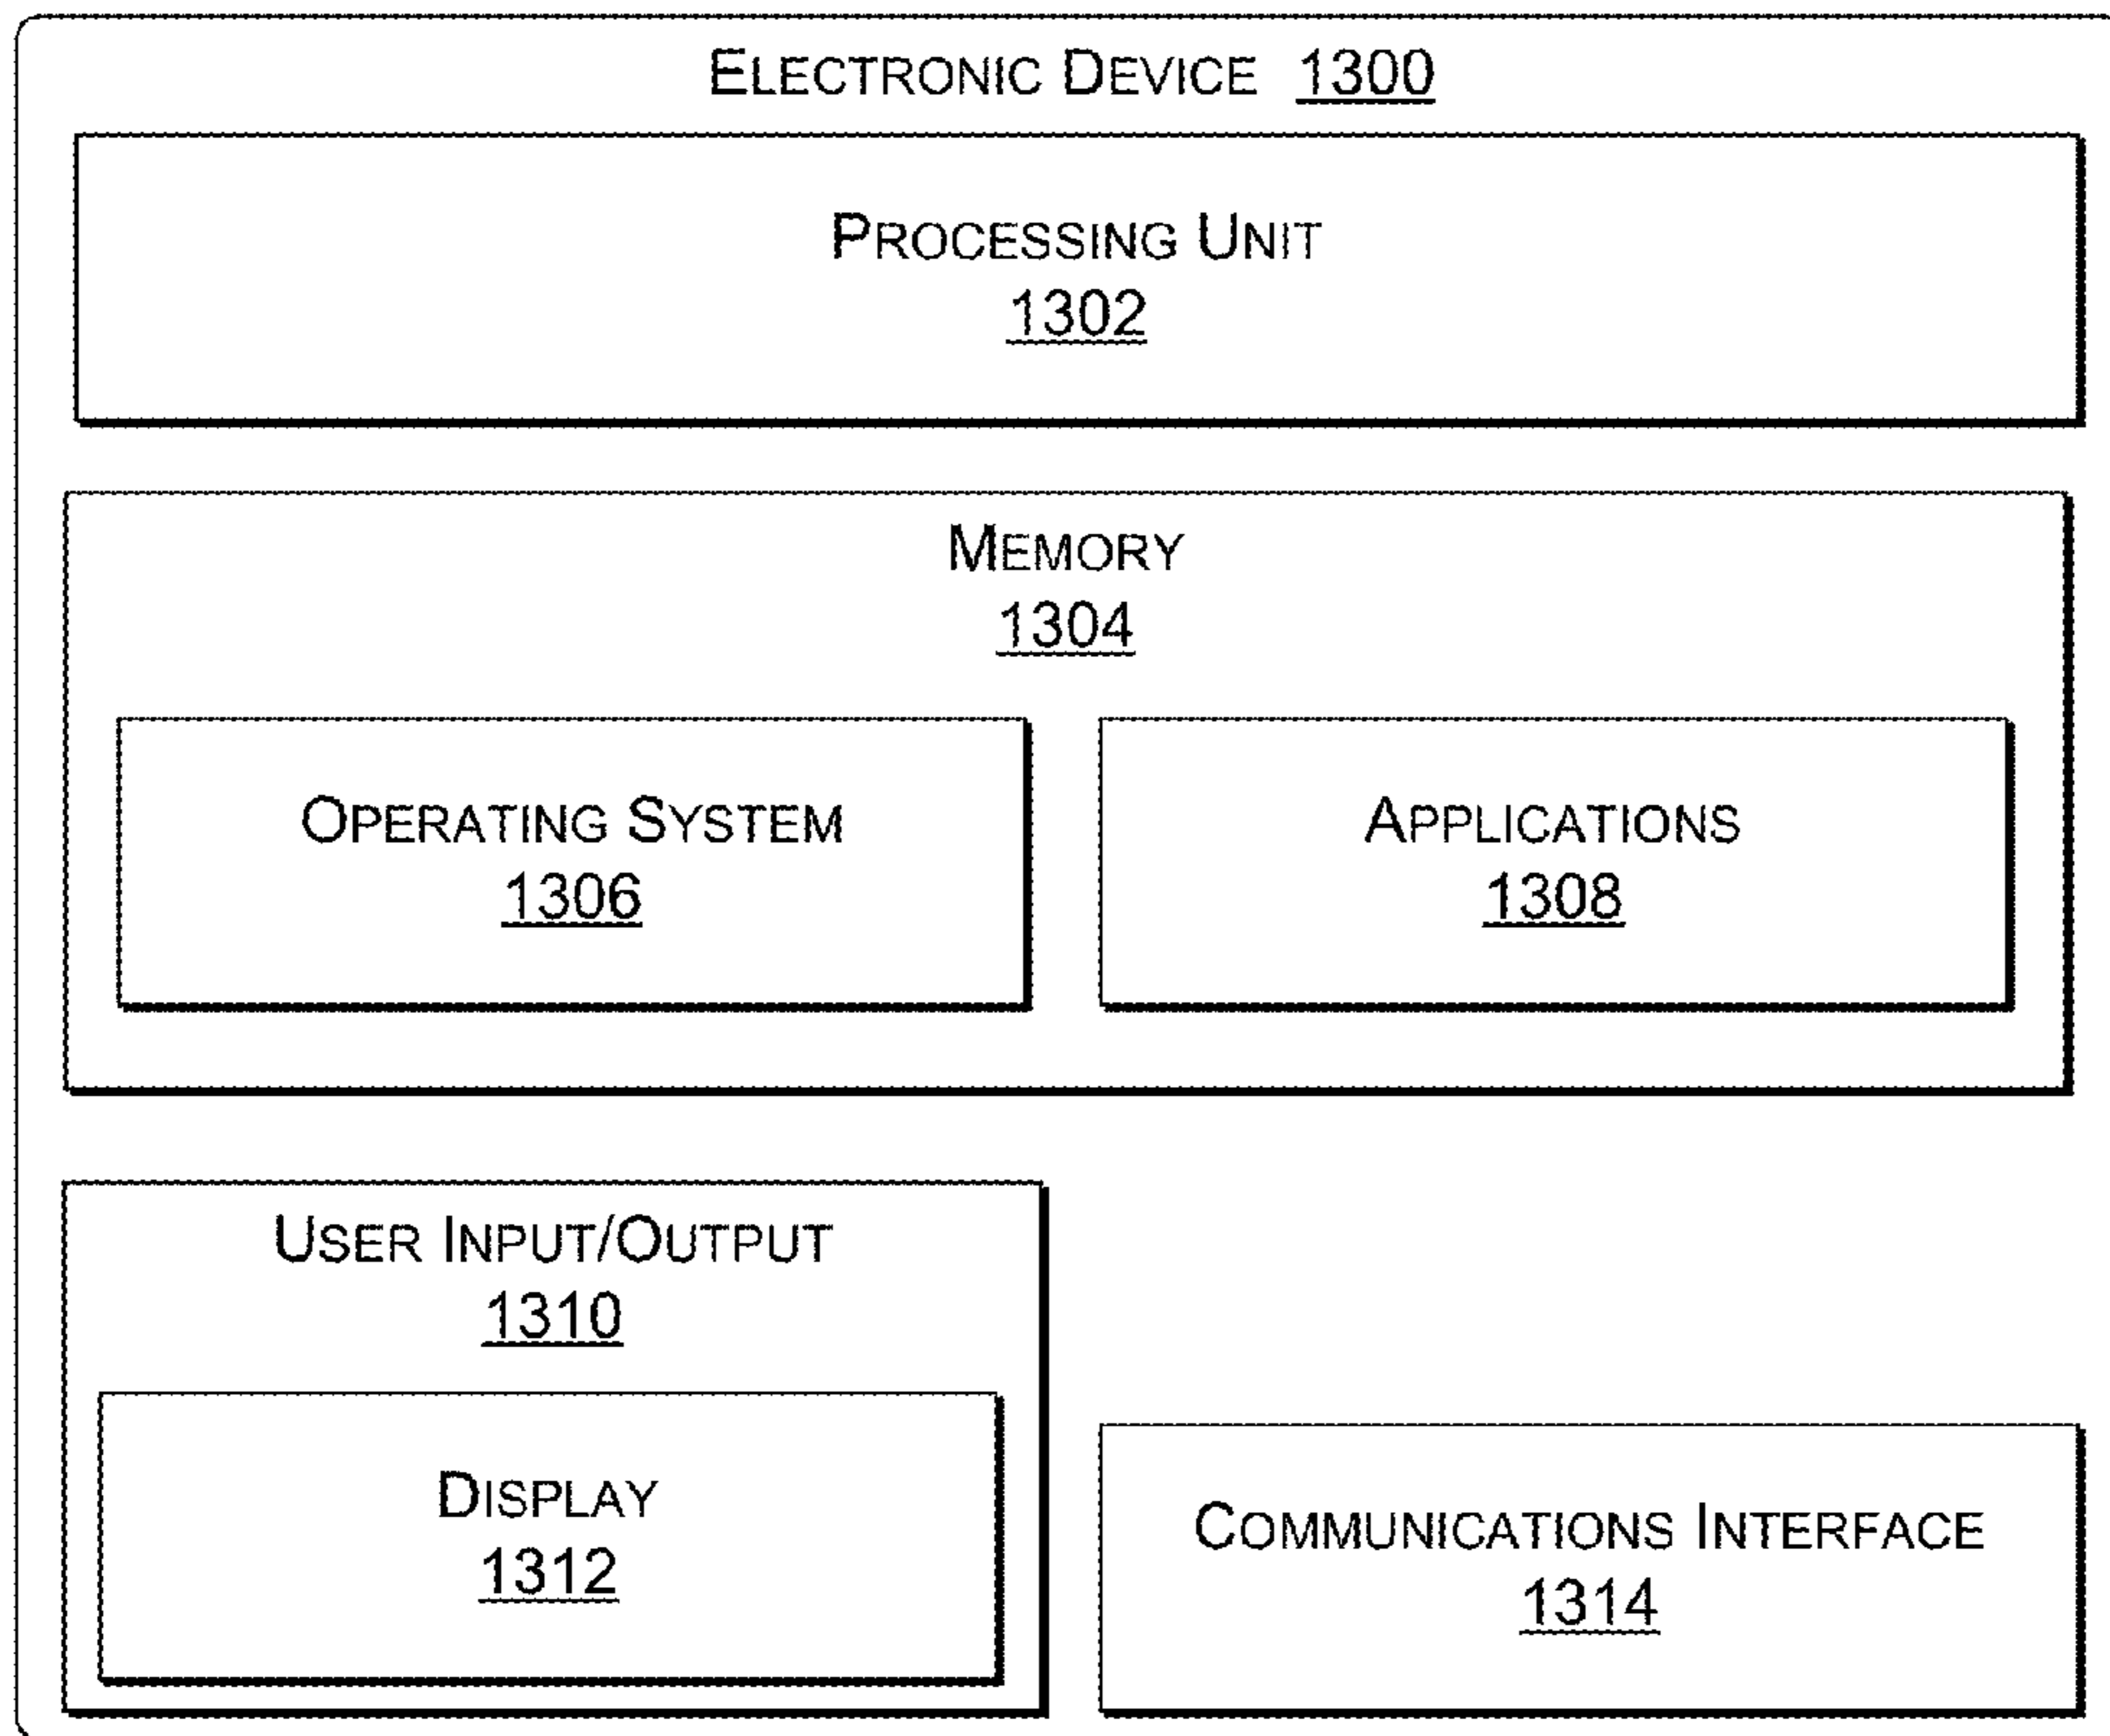 ELECTRONIC DEVICE 1300
PROCESSING UNIT
1302
MEMORY
1304
OPERATING SYSTEM
1306
APPLICATIONS
1308
USER INPUT/OUTPUT
1310
DISPLAY
1312
COMMUNICATIONS INTERFACE
1314